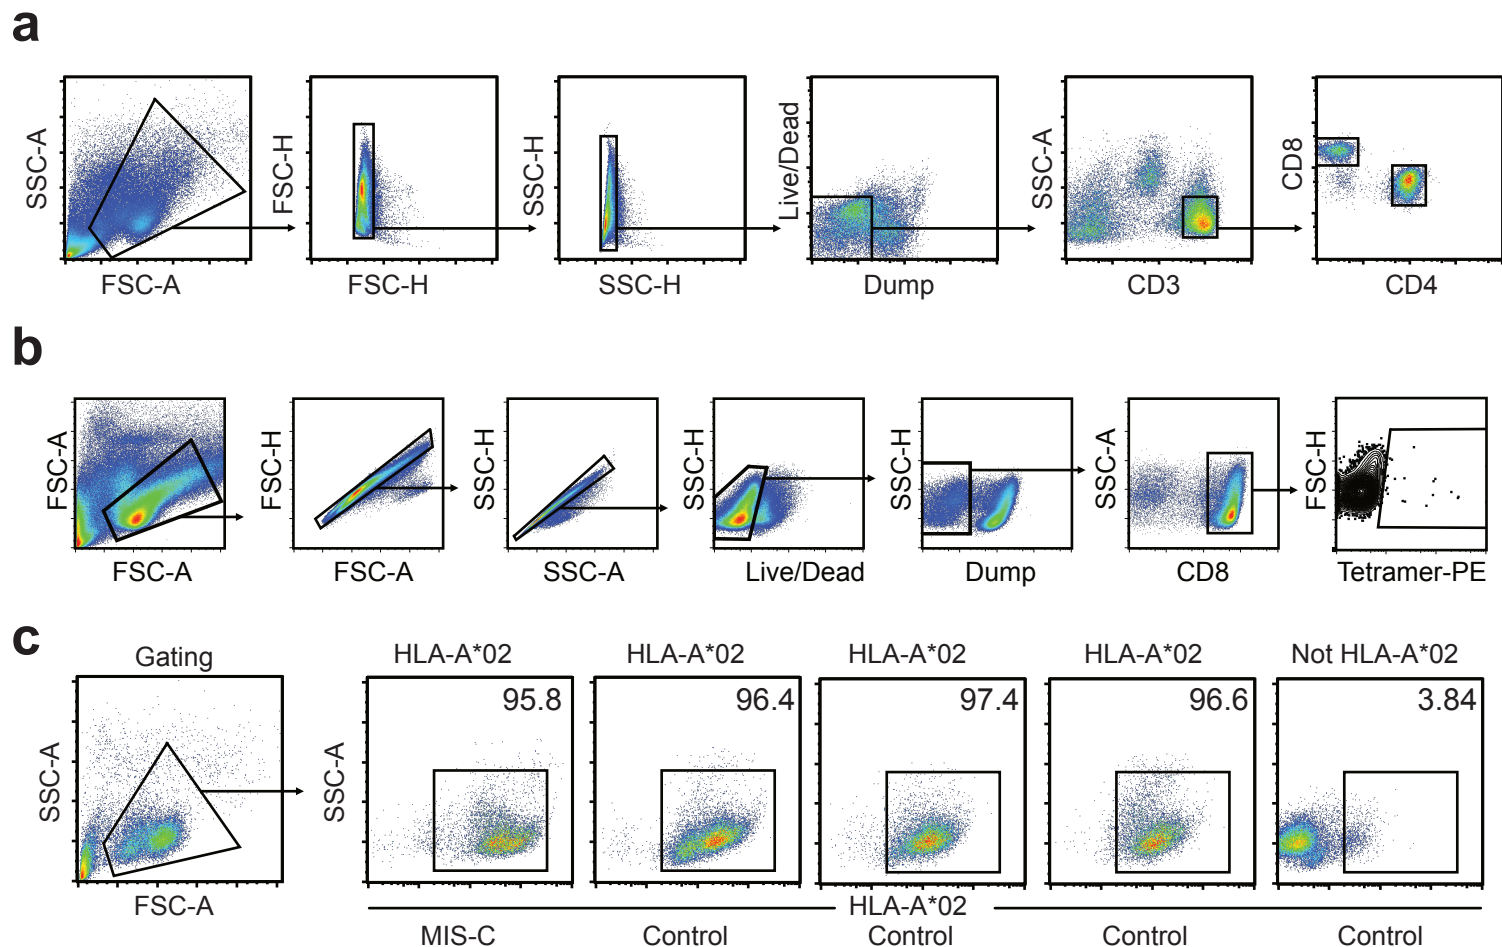 a
SSC-A
FSC-H
SSC-H
Live/Dead
SSC-A
CD8
FSC-A
FSC-H
SSC-H
Dump
CD3
CD4
b
FSC-A
FSC-H
SSC-H
SSC-H
SSC-H
SSC-A
FSC-H
FSC-A
FSC-A
SSC-A
Live/Dead
Dump
CD8
Tetramer-PE
c
Gating
HLA-A*02
HLA-A*02
HLA-A*02
HLA-A*02
Not HLA-A*02
SSC-A
SSC-A
95.8
96.4
97.4
96.6
3.84
FSC-A
HLA-A*02
MIS-C
Control
Control
Control
Control